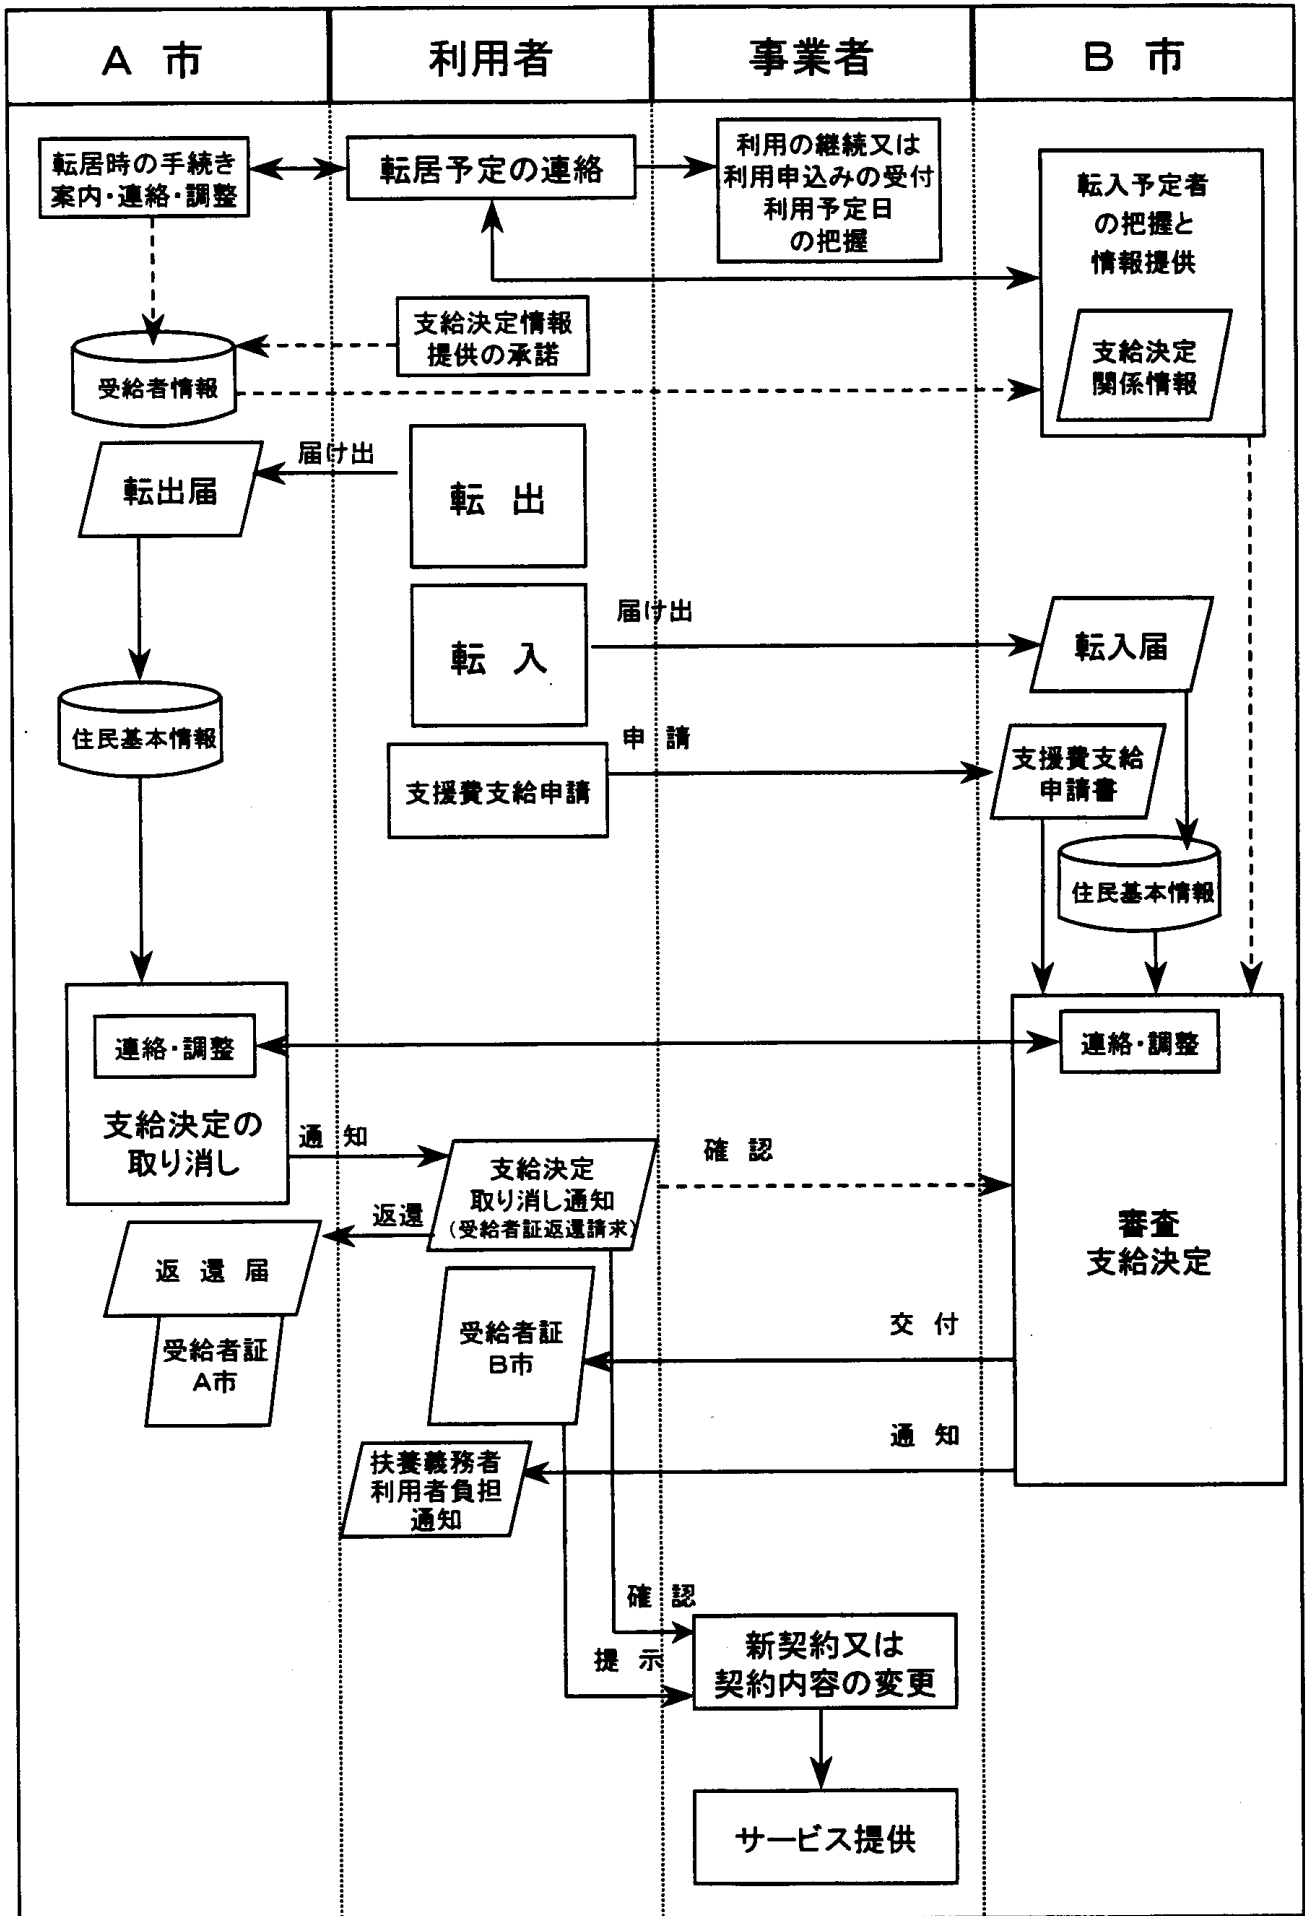 A 市
利用者
事業者
B 市
転居時の手続き
案内・連絡・調整
転居予定の連絡
利用の継続又は
利用申込みの受付
利用予定日
の把握
転入予定者
の把握と
情報提供
支給決定情報
提供の承諾
支給決定
関係情報
受給者情報
届け出
転出届
転 出
届け出
転 入
転入届
住民基本情報
申 請
支援費支給申請
支援費支給
申請書
住民基本情報
連絡・調整
連絡・調整
支給決定の
取り消し
通 知
支給決定
取り消し通知
(受給者証返還請求)
確 認
返還
審査
支給決定
返 還 届
受給者証
A市
受給者証
B市
交 付
通 知
扶養義務者
利用者負担
通知
確 認
提 示
新契約又は
契約内容の変更
サービス提供